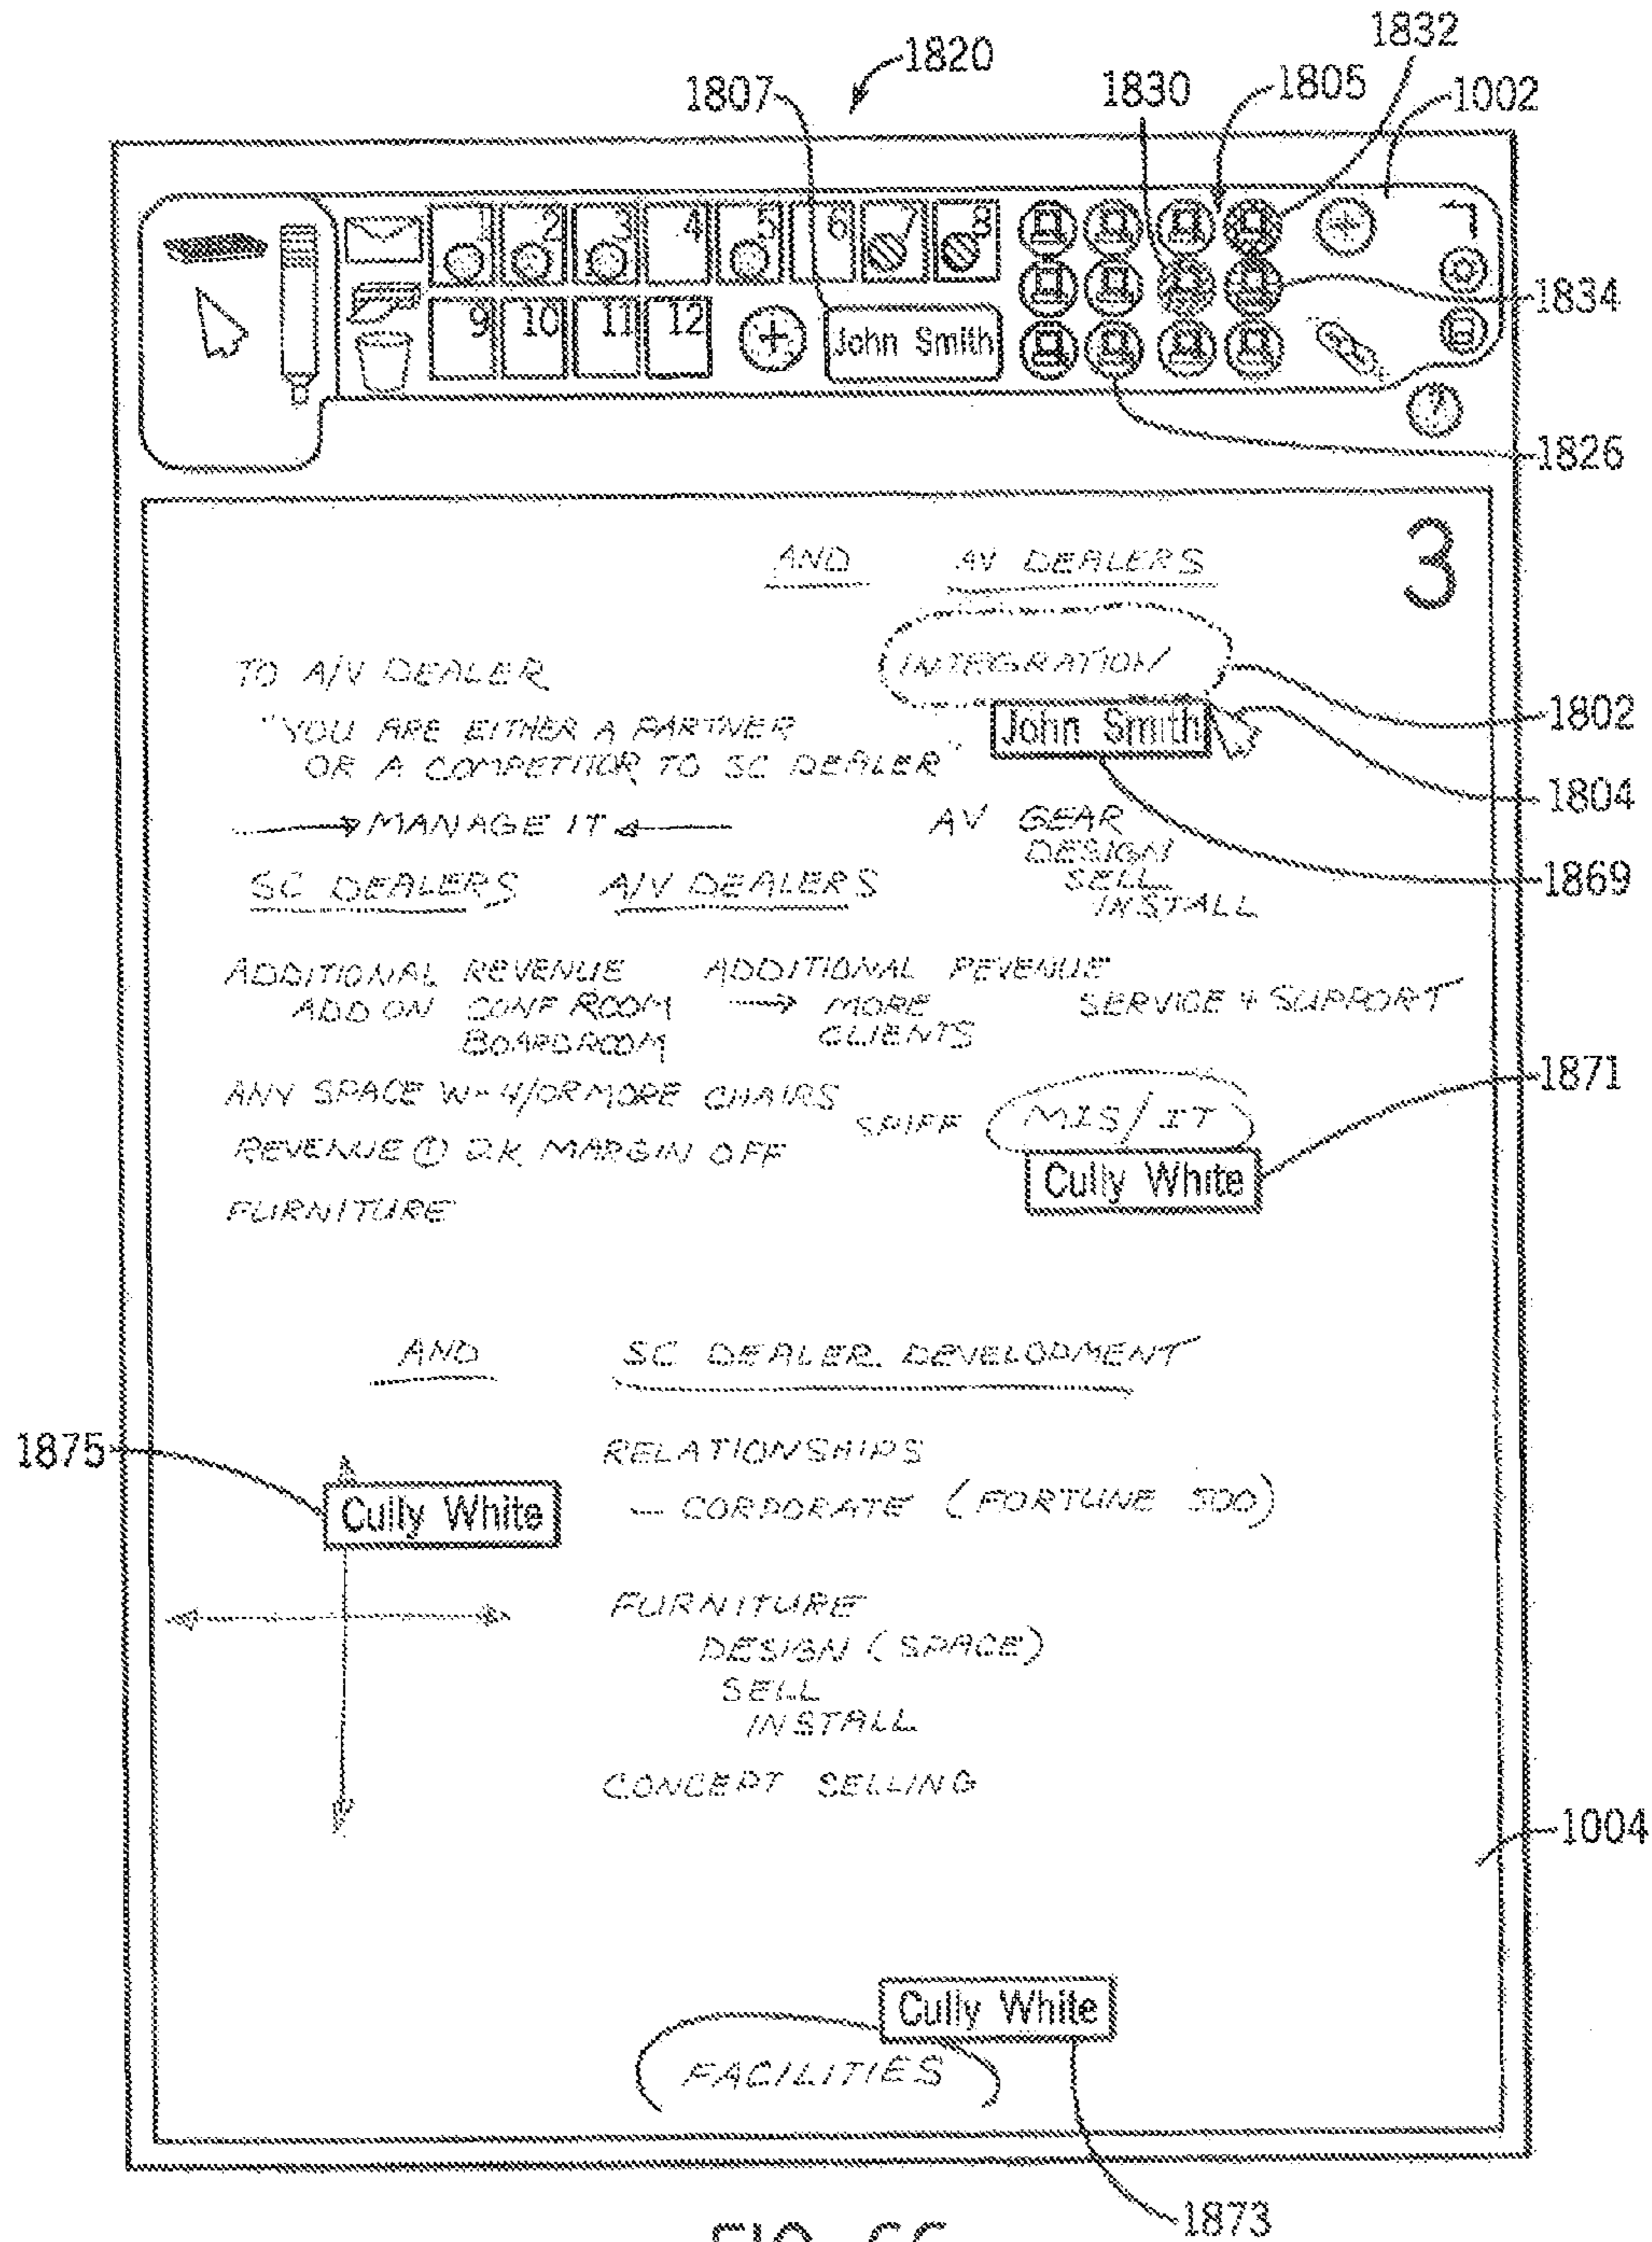 1832
1820
1807
1830
1805
1002
1 2 3 4 5 6 7 8
9 10 11 12
John Smith
?
1834
1826
3
AND AV DEALERS
INTEGRATION
TO A/V DEALER
1802
John Smith
"YOU ARE EITHER A PARTNER
OR A COMPETITOR TO SC DEALER"
1804
MANAGE IT
AV GEAR
DESIGN
SELL
INSTALL
1869
SC DEALERS A/V DEALERS
ADDITIONAL REVENUE ADDITIONAL REVENUE
ADD ON CONF ROOM MORE SERVICE & SUPPORT
BOARDROOM CLIENTS
1871
ANY SPACE W- 4/OR MORE CHAIRS
SPIFF MIS/IT
REVENUE ① 2K MARGIN OFF
Cully White
FURNITURE
AND SC DEALER DEVELOPMENT
1875
RELATIONSHIPS
Cully White
— CORPORATE (FORTUNE 500)
FURNITURE
DESIGN (SPACE)
SELL
INSTALL
CONCEPT SELLING
1004
Cully White
FACILITIES
1873